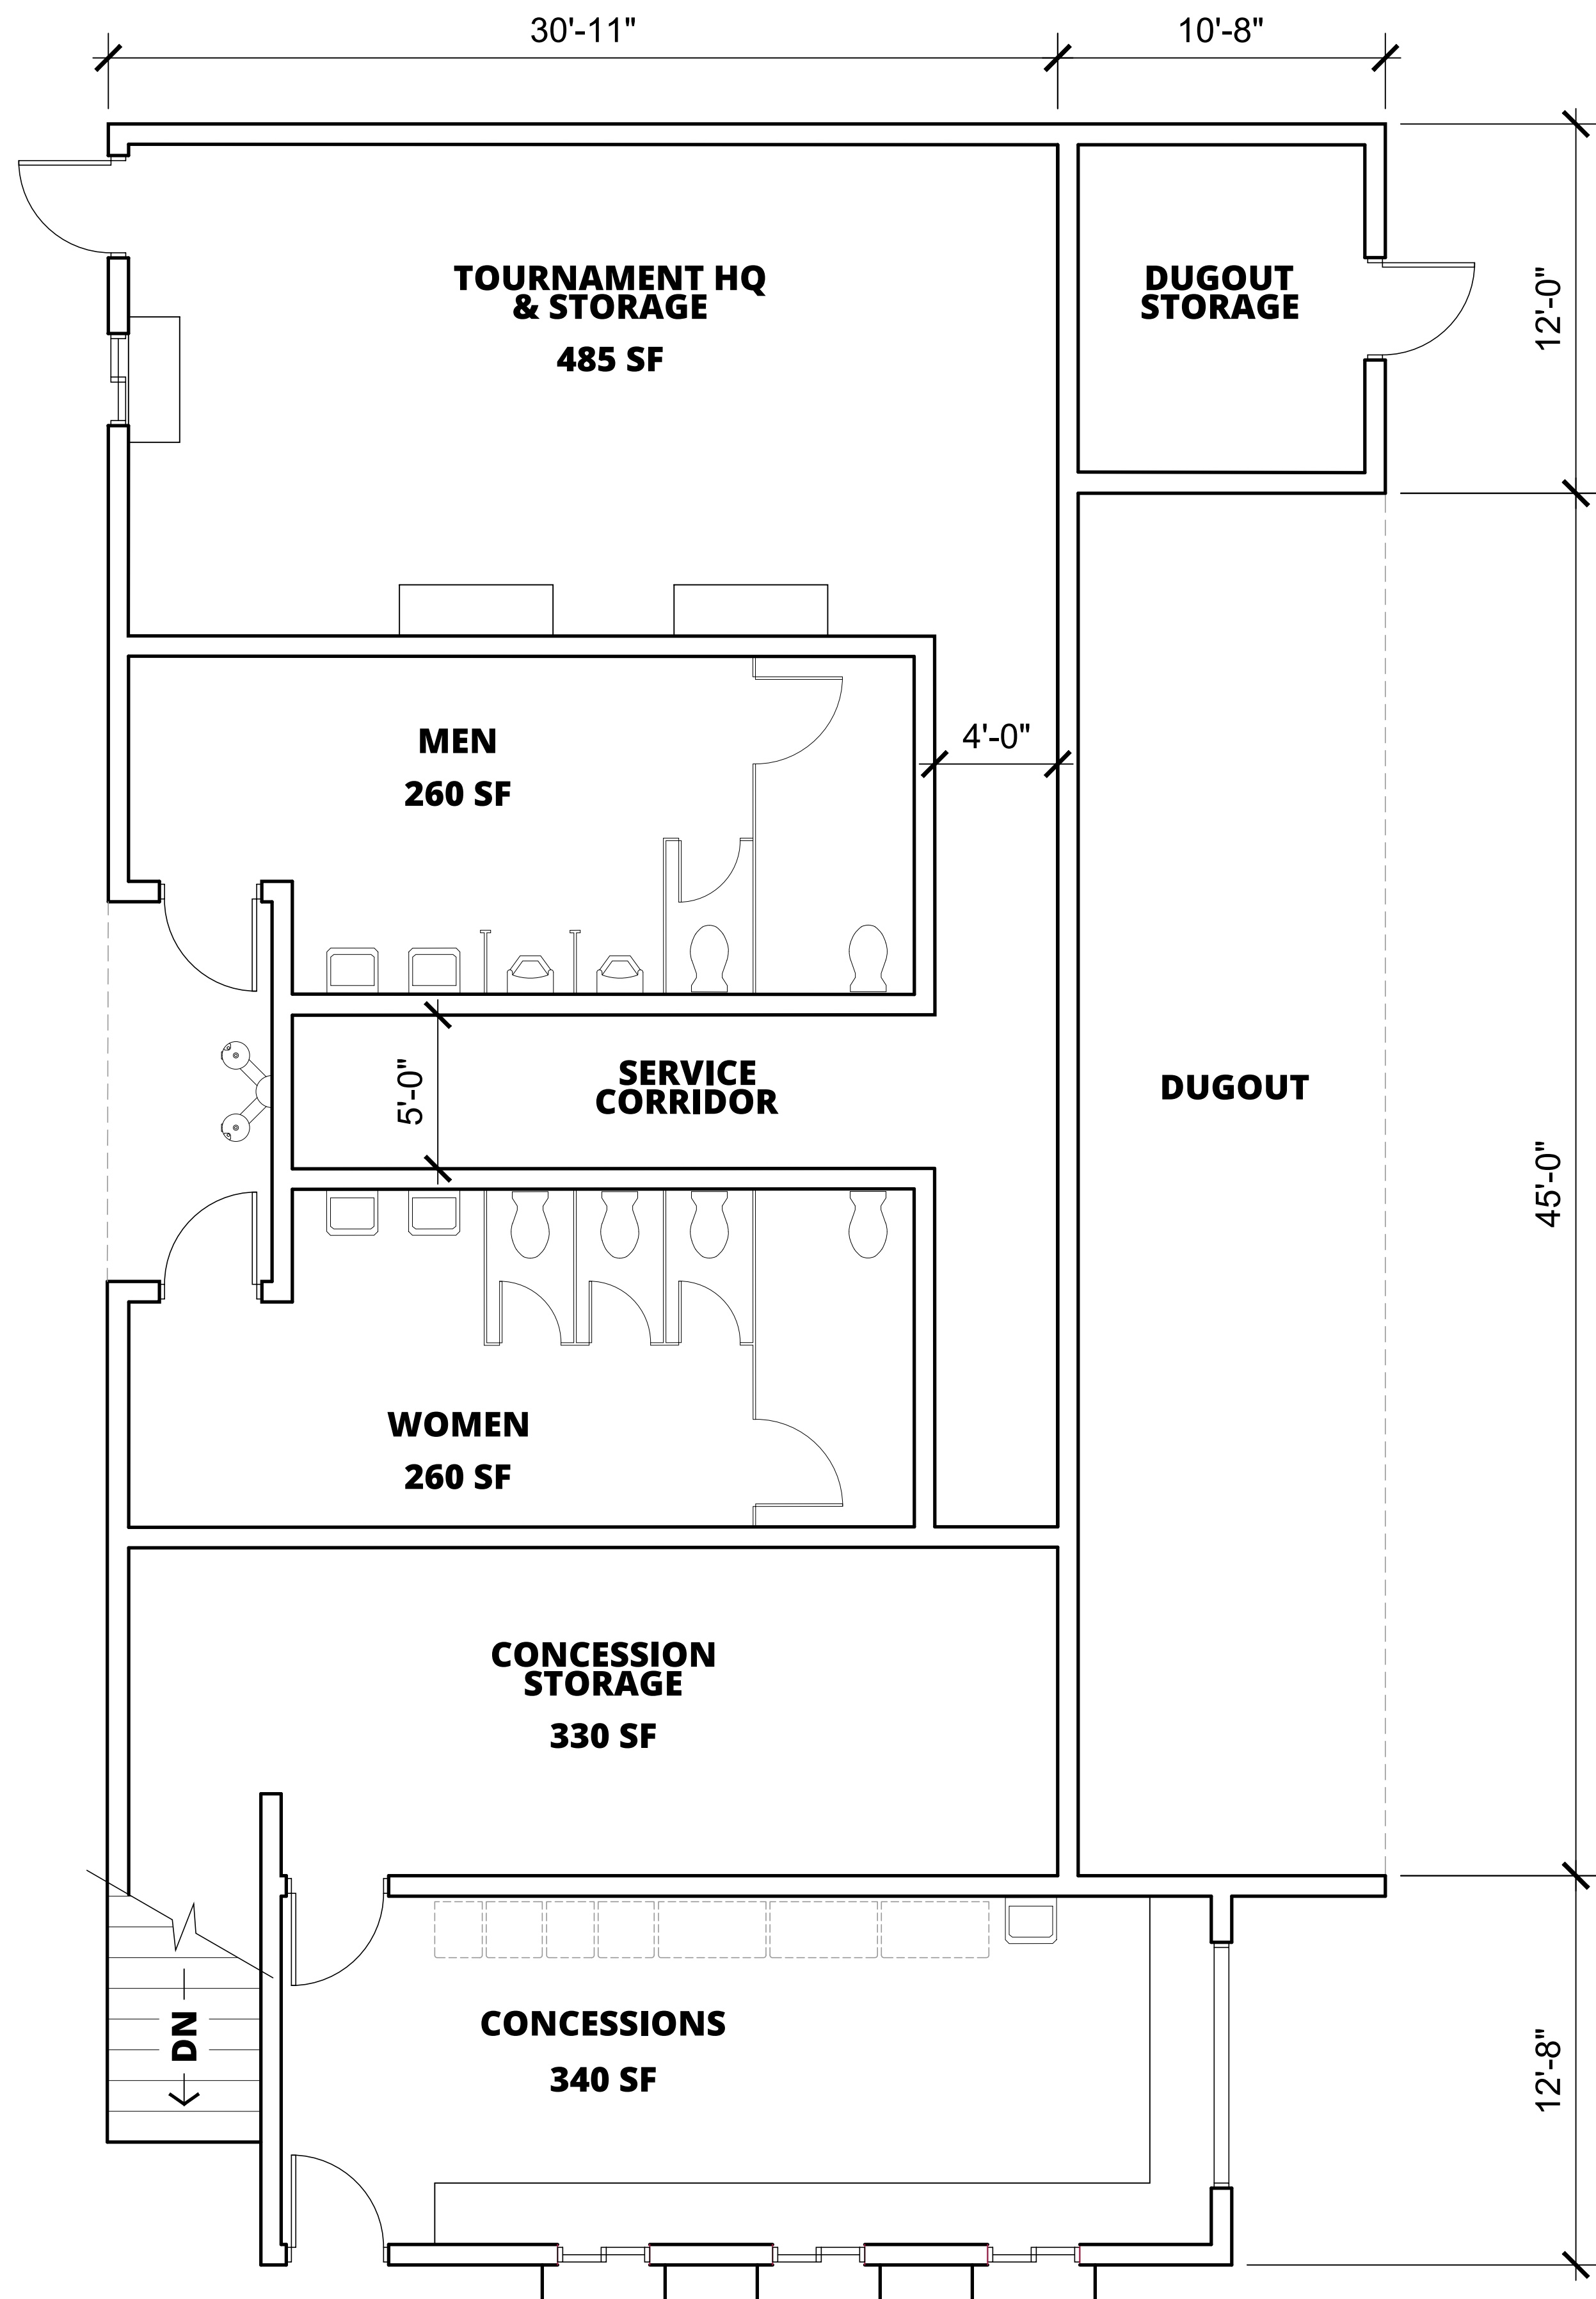 30'-11"
10'-8"
TOURNAMENT HQ
& STORAGE
485 SF
DUGOUT
STORAGE
12'-0"
MEN
260 SF
4'-0"
5'-0"
SERVICE
CORRIDOR
DUGOUT
45'-0"
WOMEN
260 SF
CONCESSION
STORAGE
330 SF
DN
CONCESSIONS
340 SF
12'-8"